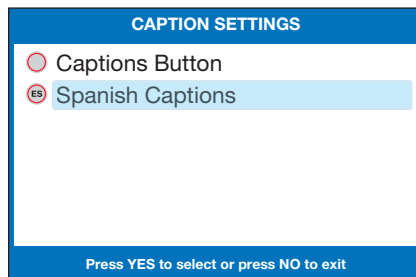 CAPTION SETTINGS
Captions Button
ES Spanish Captions
Press YES to select or press NO to exit